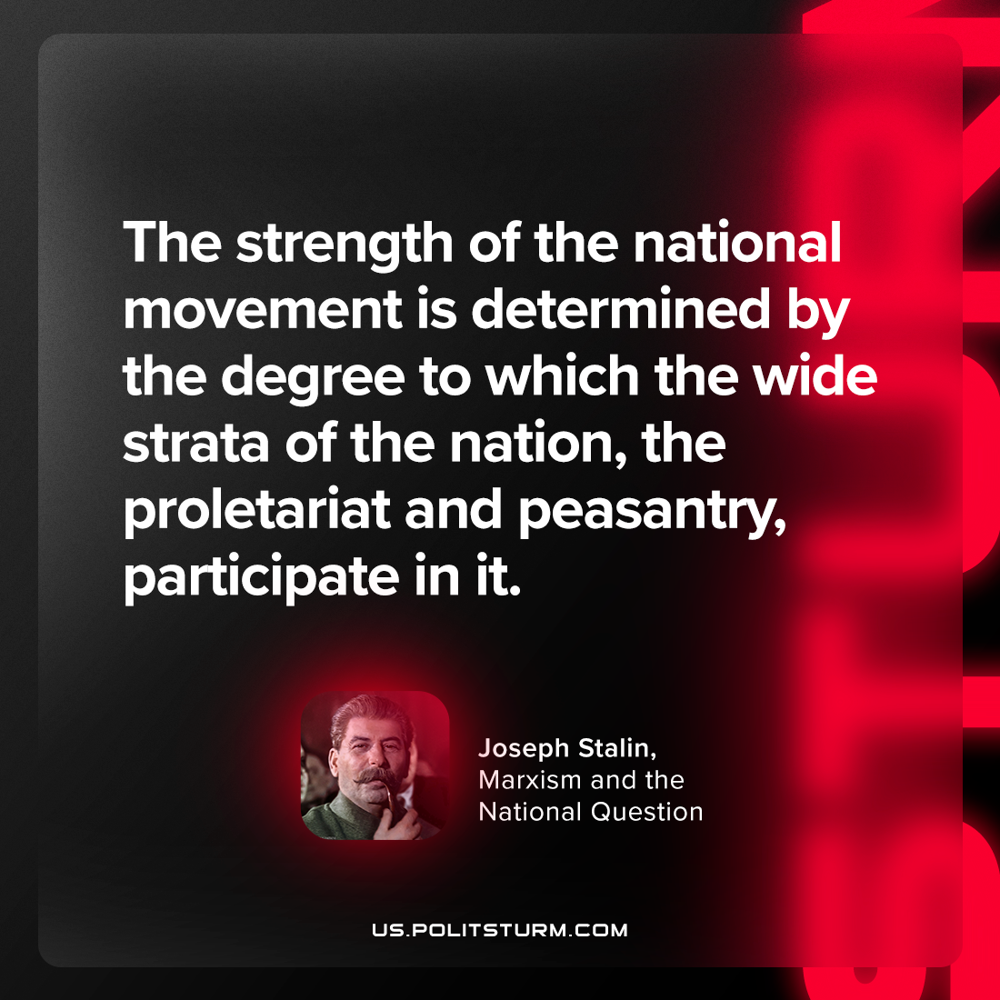 The strength of the national
movement is determined by
the degree to which the wide
strata of the nation, the
proletariat and peasantry,
participate in it.
Joseph Stalin,
Marxism and the
National Question
US.POLITSTURM.COM